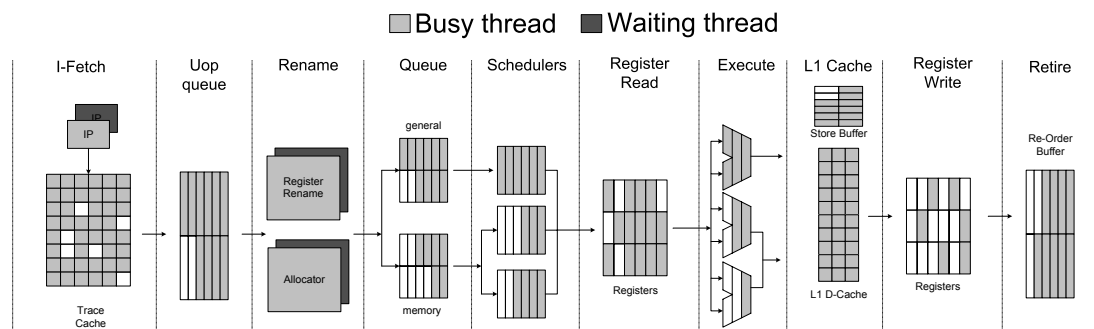 Busy thread
Waiting thread
I-Fetch
Uop
queue
Rename
Queue
Schedulers
Register
Read
Execute
L1 Cache
Register
Write
Retire
IP
IP
Trace
Cache
Register
Rename
Allocator
general
memory
Registers
Store Buffer
L1 D-Cache
Registers
Re-Order
Buffer